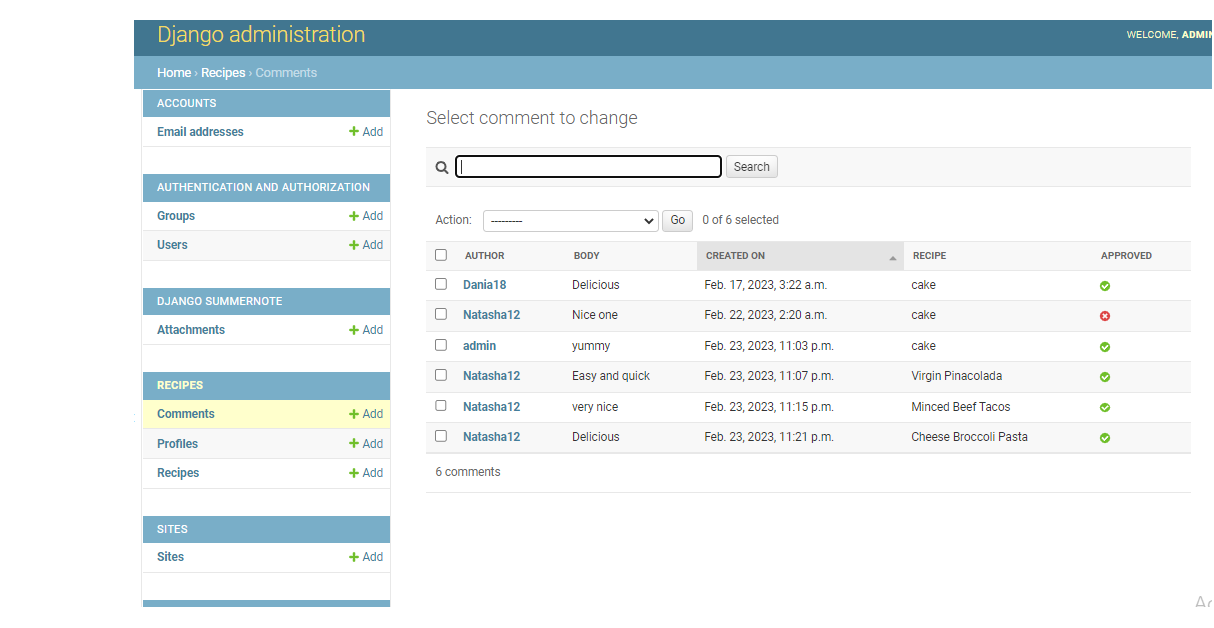 Django administration
WELCOME, ADMIN
Home › Recipes › Comments
ACCOUNTS
Email addresses + Add
AUTHENTICATION AND AUTHORIZATION
Groups + Add
Users + Add
DJANGO SUMMERNOTE
Attachments + Add
RECIPES
Comments + Add
Profiles + Add
Recipes + Add
SITES
Sites + Add
Select comment to change
Search
Action: --------- Go 0 of 6 selected
AUTHOR BODY CREATED ON RECIPE APPROVED
Dania18 Delicious Feb. 17, 2023, 3:22 a.m. cake
Natasha12 Nice one Feb. 22, 2023, 2:20 a.m. cake
admin yummy Feb. 23, 2023, 11:03 p.m. cake
Natasha12 Easy and quick Feb. 23, 2023, 11:07 p.m. Virgin Pinacolada
Natasha12 very nice Feb. 23, 2023, 11:15 p.m. Minced Beef Tacos
Natasha12 Delicious Feb. 23, 2023, 11:21 p.m. Cheese Broccoli Pasta
6 comments